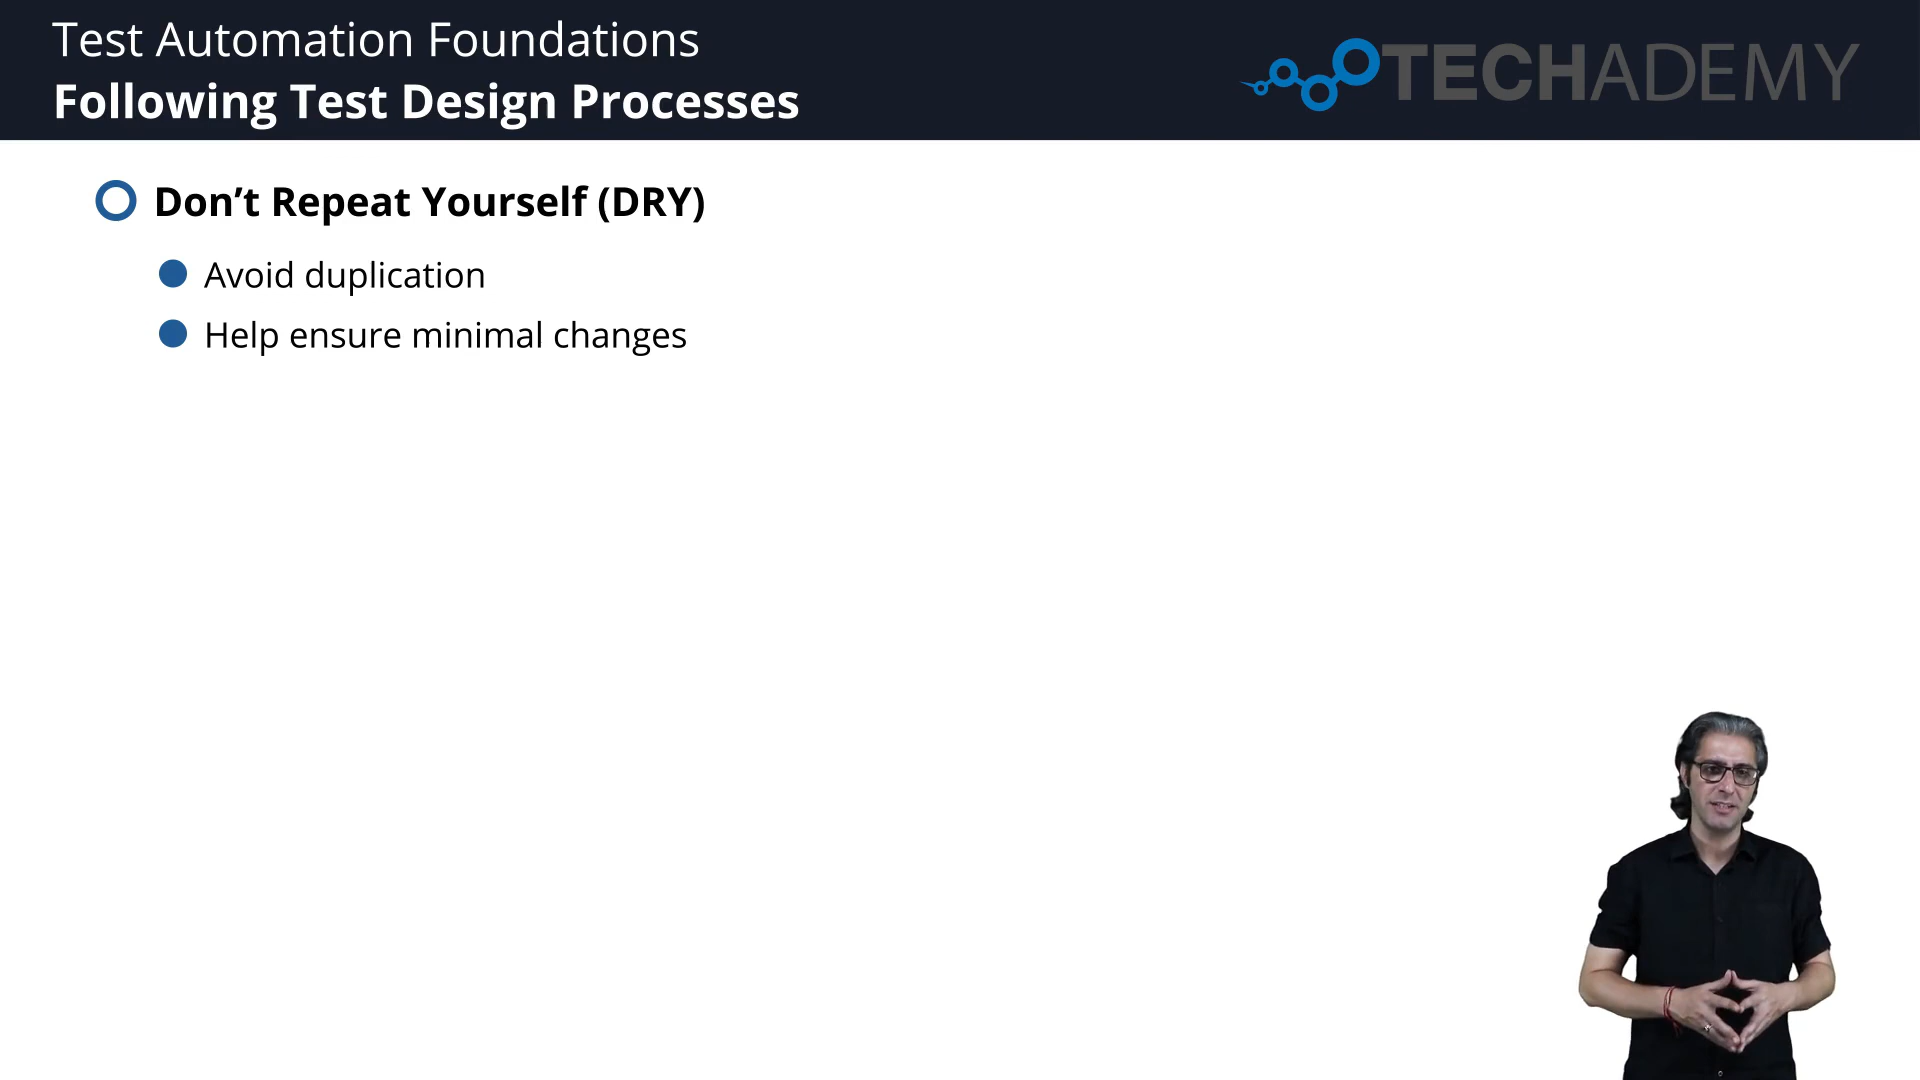 Test Automation Foundations
Following Test Design Processes
TECHADEMY
Don’t Repeat Yourself (DRY)
Avoid duplication
Help ensure minimal changes